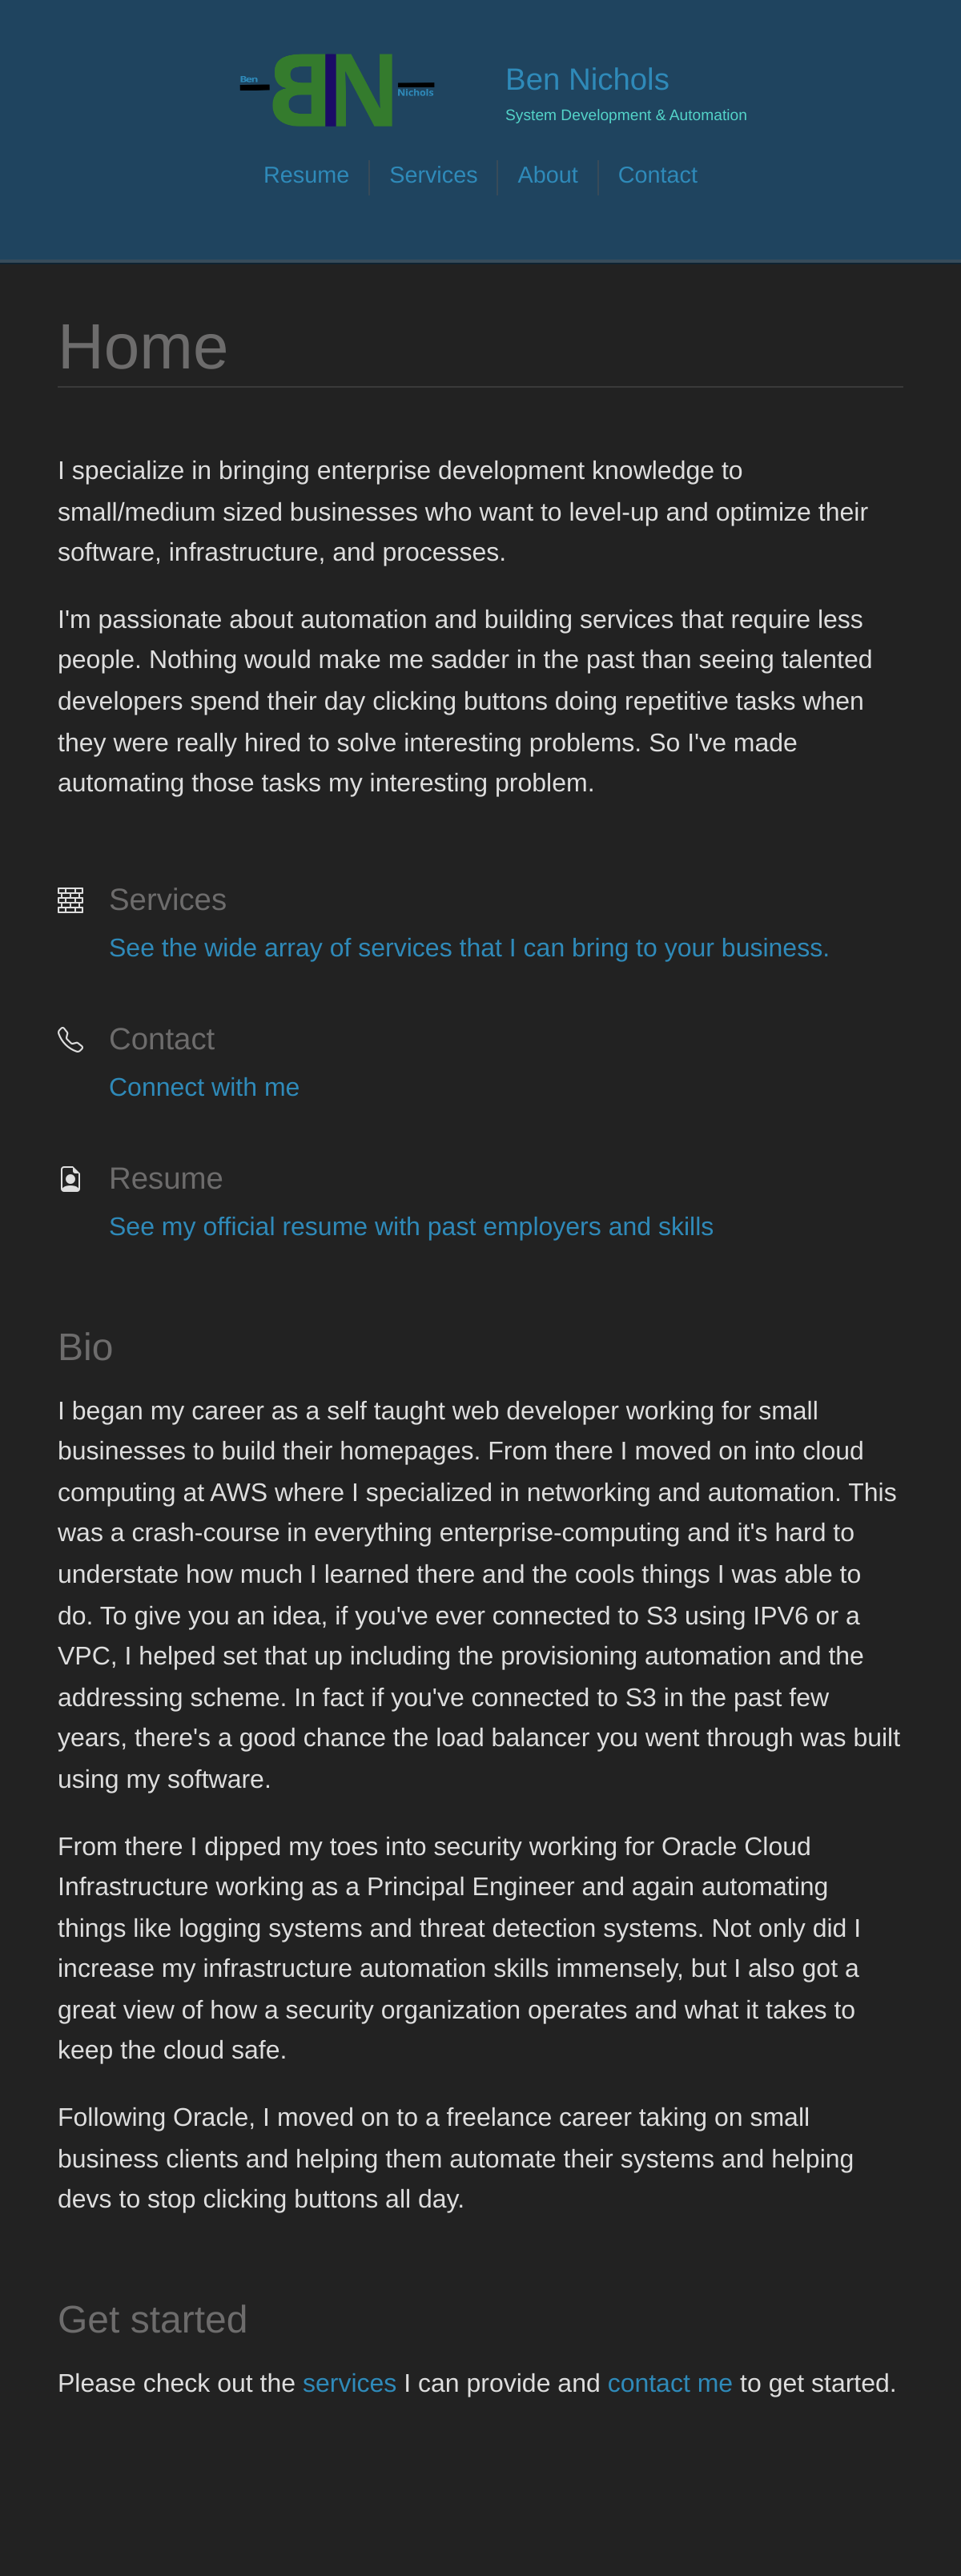 Ben
BN
Nichols
Ben Nichols
System Development & Automation
Resume
Services
About
Contact
Home
I specialize in bringing enterprise development knowledge to
small/medium sized businesses who want to level-up and optimize their
software, infrastructure, and processes.
I'm passionate about automation and building services that require less
people. Nothing would make me sadder in the past than seeing talented
developers spend their day clicking buttons doing repetitive tasks when
they were really hired to solve interesting problems. So I've made
automating those tasks my interesting problem.
Services
See the wide array of services that I can bring to your business.
Contact
Connect with me
Resume
See my official resume with past employers and skills
Bio
I began my career as a self taught web developer working for small
businesses to build their homepages. From there I moved on into cloud
computing at AWS where I specialized in networking and automation. This
was a crash-course in everything enterprise-computing and it's hard to
understate how much I learned there and the cools things I was able to
do. To give you an idea, if you've ever connected to S3 using IPV6 or a
VPC, I helped set that up including the provisioning automation and the
addressing scheme. In fact if you've connected to S3 in the past few
years, there's a good chance the load balancer you went through was built
using my software.
From there I dipped my toes into security working for Oracle Cloud
Infrastructure working as a Principal Engineer and again automating
things like logging systems and threat detection systems. Not only did I
increase my infrastructure automation skills immensely, but I also got a
great view of how a security organization operates and what it takes to
keep the cloud safe.
Following Oracle, I moved on to a freelance career taking on small
business clients and helping them automate their systems and helping
devs to stop clicking buttons all day.
Get started
Please check out the services I can provide and contact me to get started.